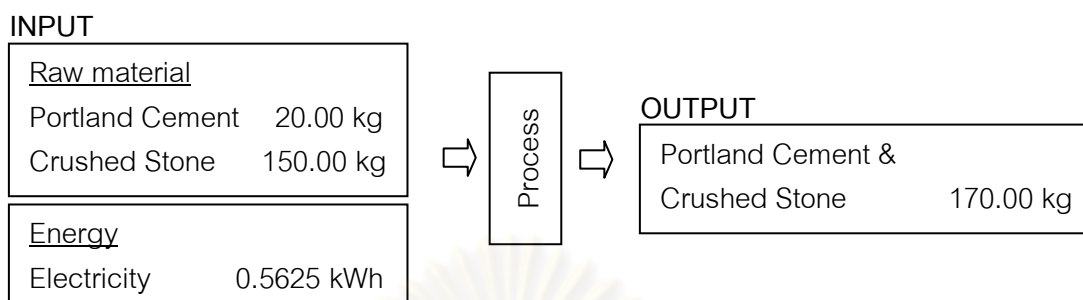 INPUT
Raw material
Portland Cement 20.00 kg
Crushed Stone 150.00 kg
Energy
Electricity 0.5625 kWh
Process
OUTPUT
Portland Cement &
Crushed Stone 170.00 kg